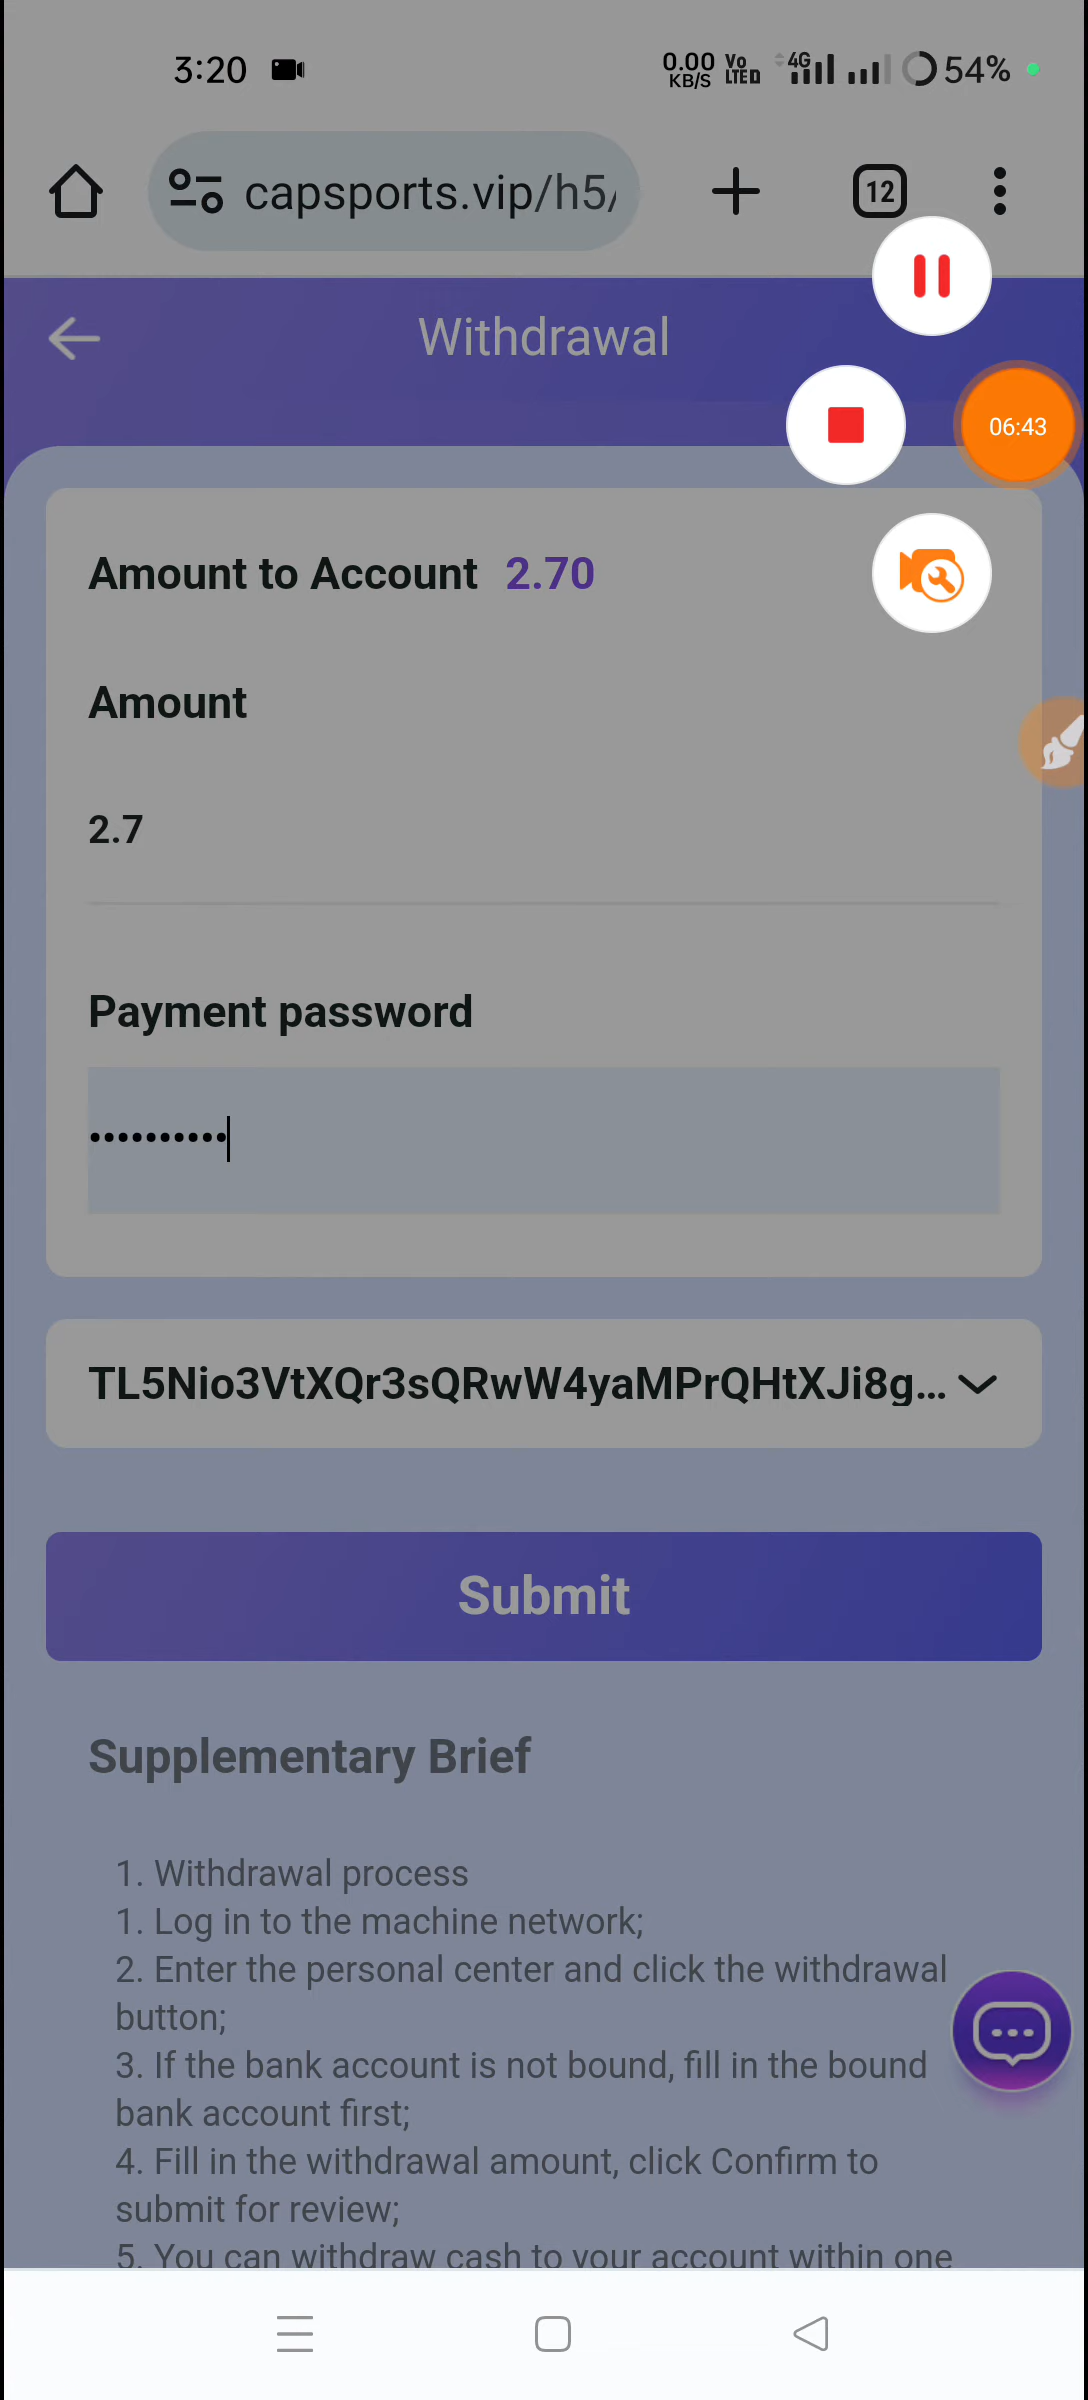 3:20
0.00 KB/S Vo LTE D 4G 54%
capsports.vip/h5/
12
Withdrawal
06:43
Amount to Account 2.70
Amount
2.7
Payment password
••••••••••
TL5Nio3VtXQr3sQRwW4yaMPrQHtXJi8g...
Submit
Supplementary Brief
1. Withdrawal process
1. Log in to the machine network;
2. Enter the personal center and click the withdrawal
button;
3. If the bank account is not bound, fill in the bound
bank account first;
4. Fill in the withdrawal amount, click Confirm to
submit for review;
5. You can withdraw cash to your account within one